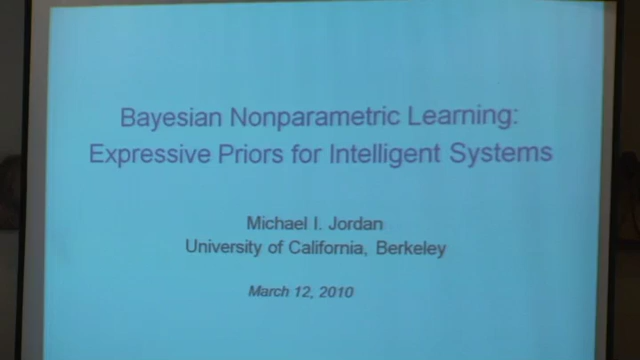 Bayesian Nonparametric Learning:
Expressive Priors for Intelligent Systems
Michael I. Jordan
University of California, Berkeley
March 12, 2010